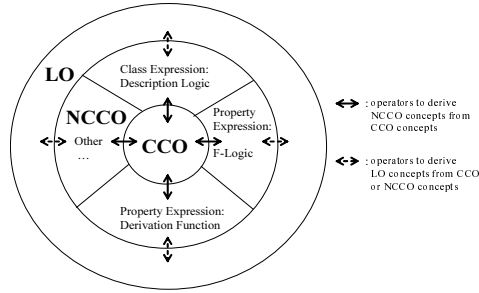 LO
Class Expression:
Description Logic
NCCO
Other
...
CCO
Property
Expression:
F-Logic
Property Expression:
Derivation Function
: operators to derive
NCCO concepts from
CCO concepts
: operators to derive
LO concepts from CCO
or NCCO concepts